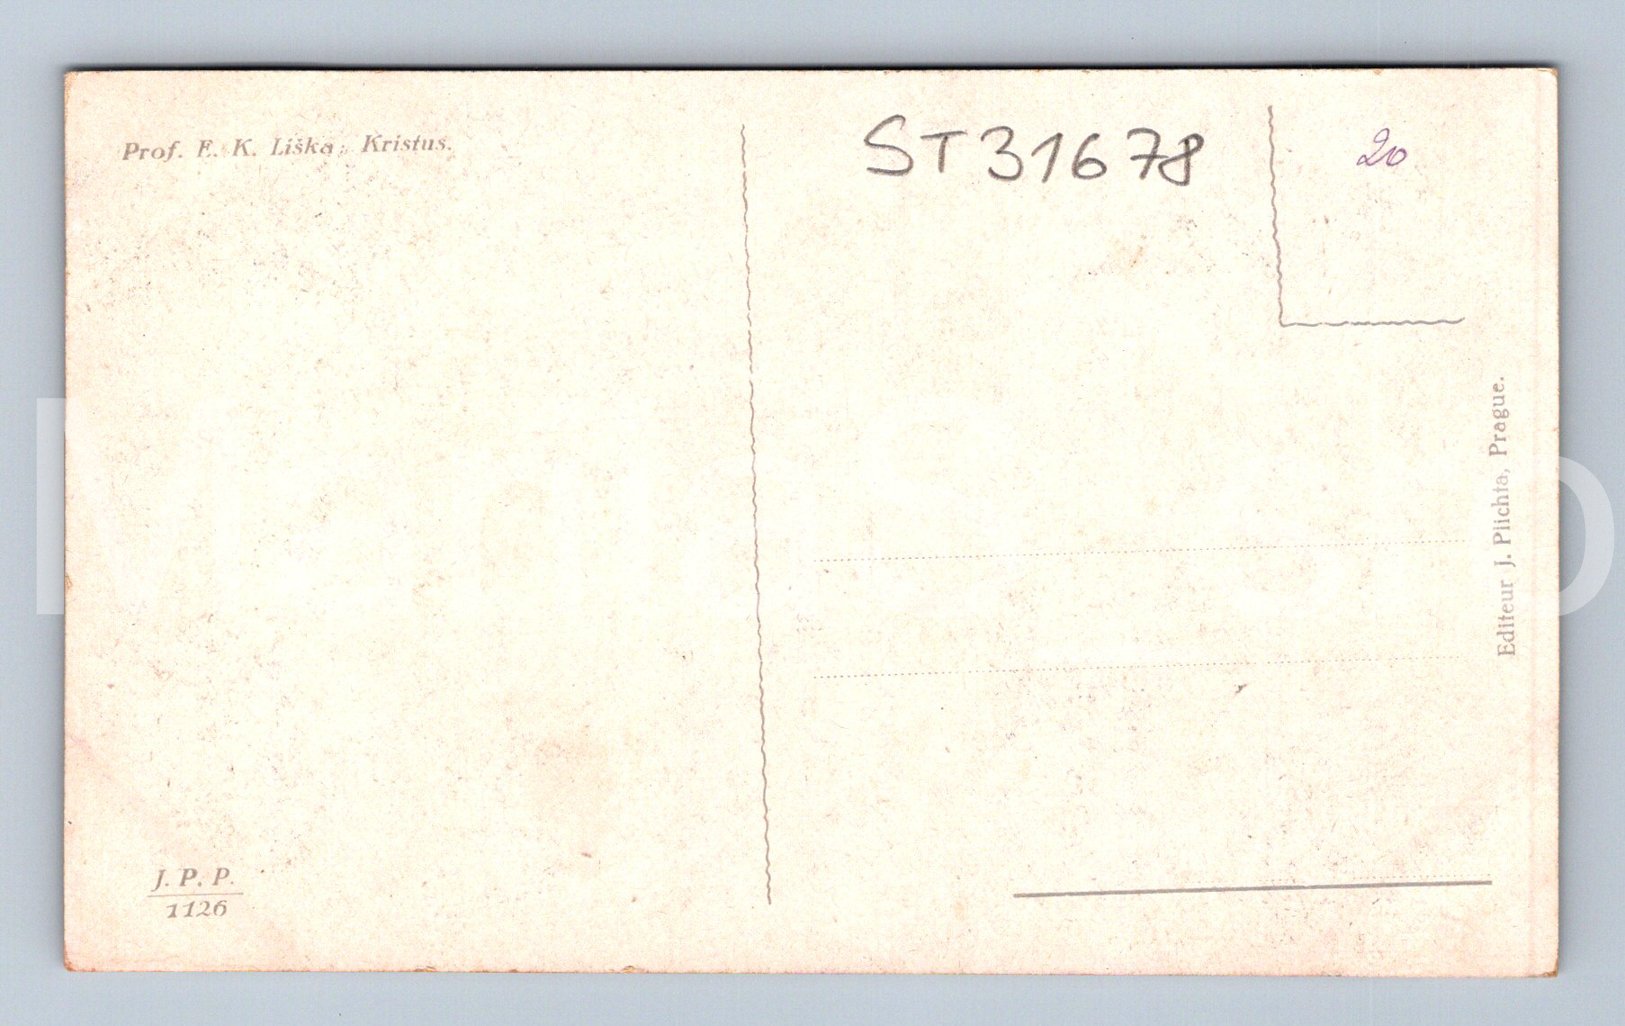 Prof. E. K. Liška: Kristus.
ST31678
20
Editeur J. Plichta, Prague.
J. P. P.
1126